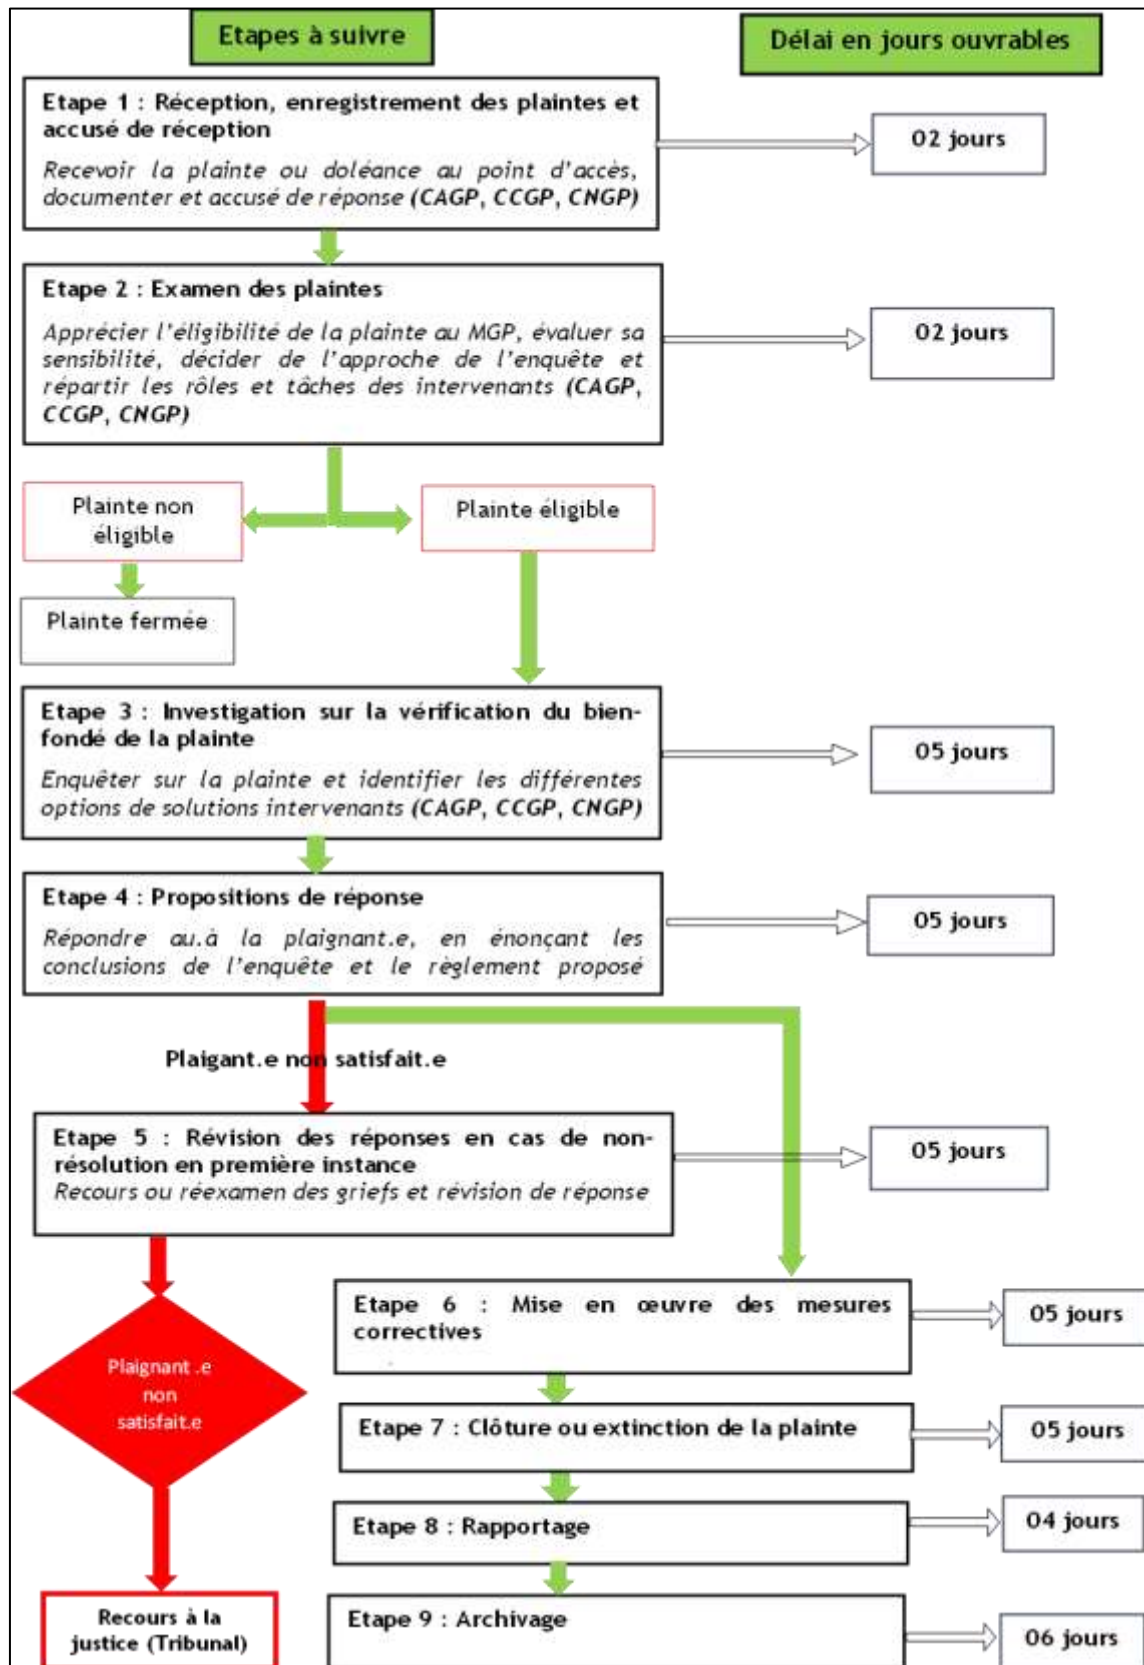 Etapes à suivre
Délai en jours ouvrables
Etape 1 : Réception, enregistrement des plaintes et
accusé de réception
Recevoir la plainte ou doléance au point d'accès,
documenter et accusé de réponse (CAGP, CCGP, CNGP)
02 jours
Etape 2 : Examen des plaintes
Apprécier l'éligibilité de la plainte au MGP, évaluer sa
sensibilité, décider de l'approche de l'enquête et
répartir les rôles et tâches des intervenants (CAGP,
CCGP, CNGP)
02 jours
Plainte non
éligible
Plainte éligible
Plainte fermée
Etape 3 : Investigation sur la vérification du bien-
fondé de la plainte
Enquêter sur la plainte et identifier les différentes
options de solutions intervenants (CAGP, CCGP, CNGP)
05 jours
Etape 4 : Propositions de réponse
Répondre au.à la plaignant.e, en énonçant les
conclusions de l'enquête et le règlement proposé
05 jours
Plaigant.e non satisfait.e
Etape 5 : Révision des réponses en cas de non-
résolution en première instance
Recours ou réexamen des griefs et révision de réponse
05 jours
Plaignant .e
non
satisfait.e
Recours à la
justice (Tribunal)
Etape 6 : Mise en œuvre des mesures
correctives
05 jours
Etape 7 : Clôture ou extinction de la plainte
05 jours
Etape 8 : Rapportage
04 jours
Etape 9 : Archivage
06 jours